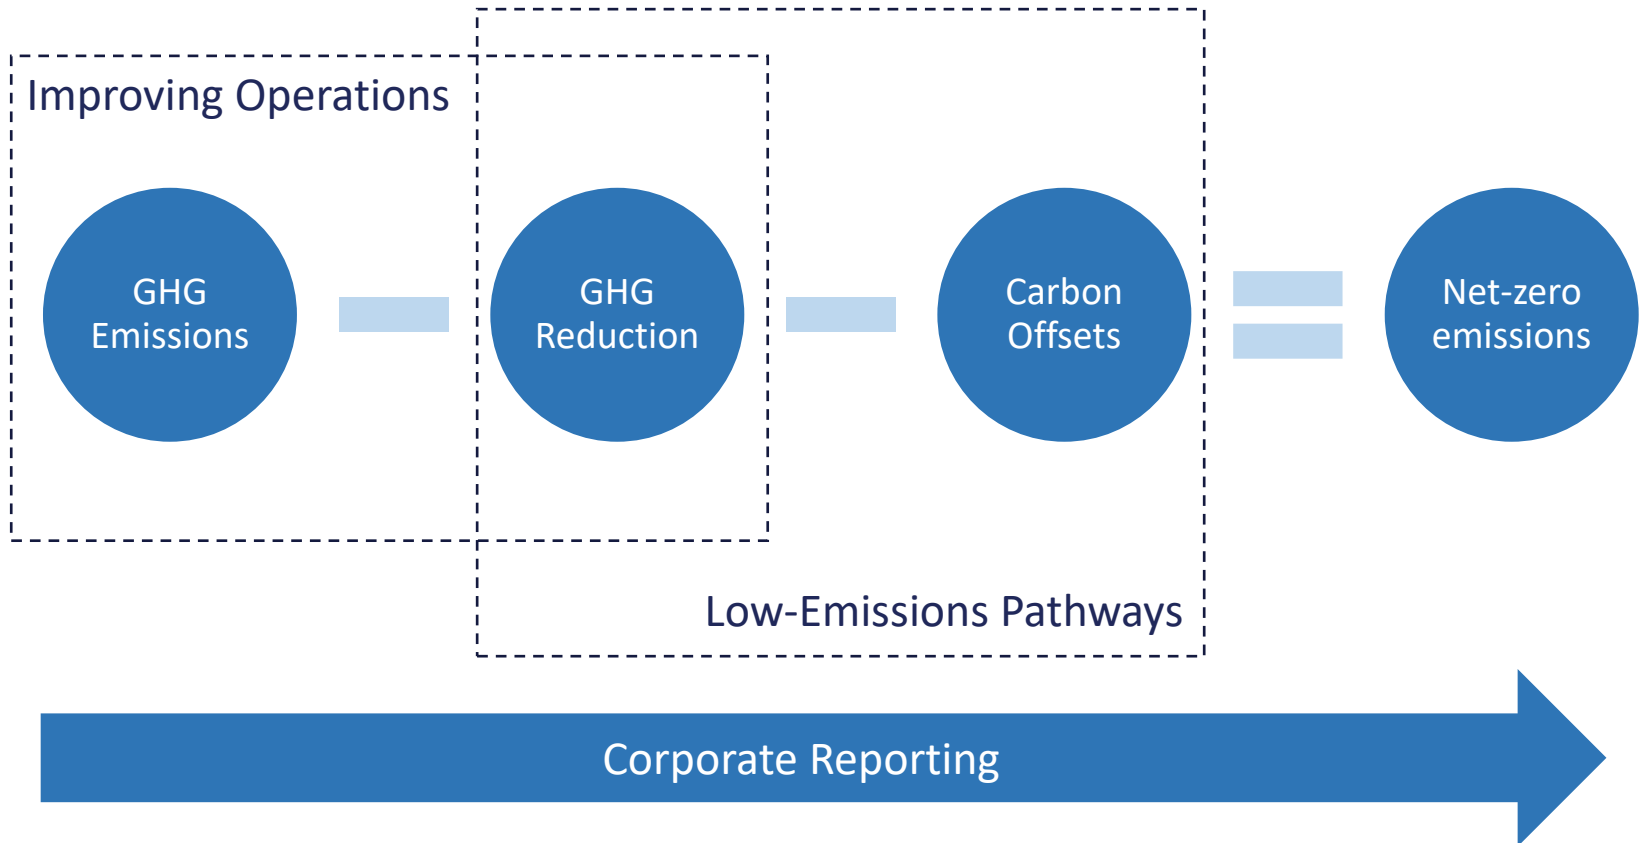 Improving Operations
GHG
Emissions
GHG
Reduction
Carbon
Offsets
Net-zero
emissions
Low-Emissions Pathways
Corporate Reporting